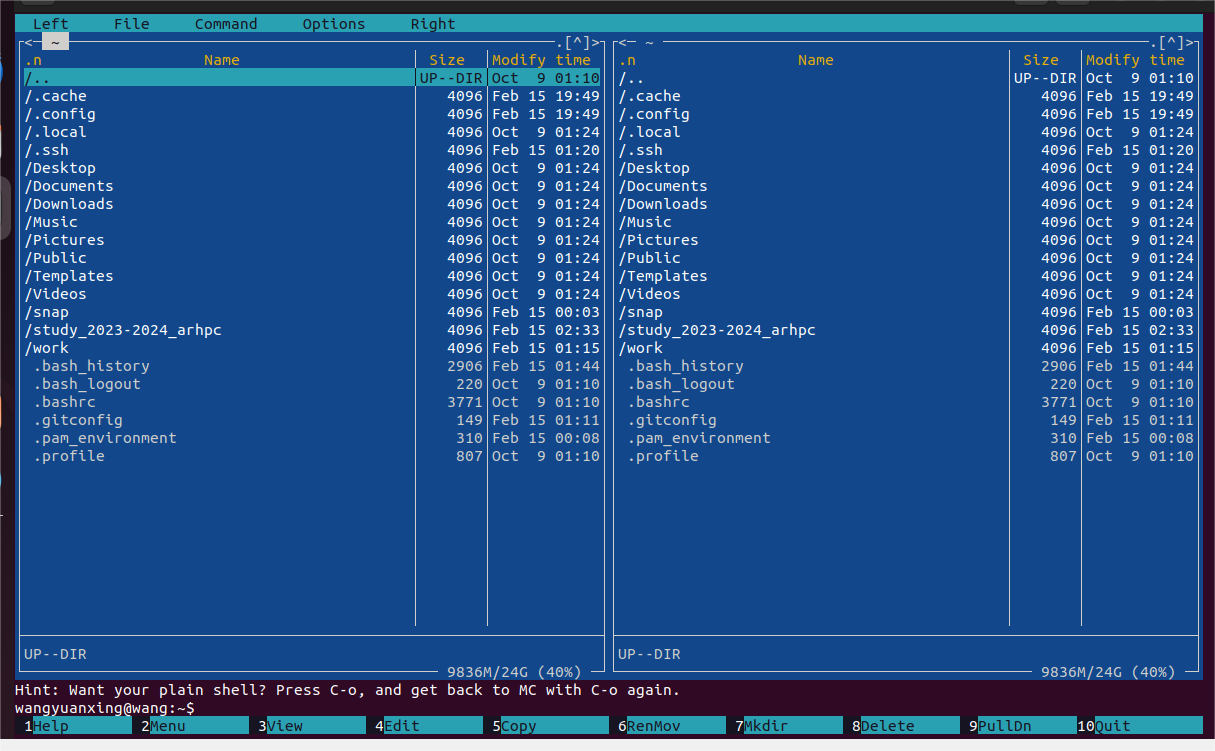 Left File Command Options Right
<─ ~ ─.[^]>
.n Name Size Modify time
/.. UP--DIR Oct 9 01:10
/.cache 4096 Feb 15 19:49
/.config 4096 Feb 15 19:49
/.local 4096 Oct 9 01:24
/.ssh 4096 Feb 15 01:20
/Desktop 4096 Oct 9 01:24
/Documents 4096 Oct 9 01:24
/Downloads 4096 Oct 9 01:24
/Music 4096 Oct 9 01:24
/Pictures 4096 Oct 9 01:24
/Public 4096 Oct 9 01:24
/Templates 4096 Oct 9 01:24
/Videos 4096 Oct 9 01:24
/snap 4096 Feb 15 00:03
/study_2023-2024_arhpc 4096 Feb 15 02:33
/work 4096 Feb 15 01:15
.bash_history 2906 Feb 15 01:44
.bash_logout 220 Oct 9 01:10
.bashrc 3771 Oct 9 01:10
.gitconfig 149 Feb 15 01:11
.pam_environment 310 Feb 15 00:08
.profile 807 Oct 9 01:10
UP--DIR
9836M/24G (40%)
<─ ~ ─.[^]>
.n Name Size Modify time
/.. UP--DIR Oct 9 01:10
/.cache 4096 Feb 15 19:49
/.config 4096 Feb 15 19:49
/.local 4096 Oct 9 01:24
/.ssh 4096 Feb 15 01:20
/Desktop 4096 Oct 9 01:24
/Documents 4096 Oct 9 01:24
/Downloads 4096 Oct 9 01:24
/Music 4096 Oct 9 01:24
/Pictures 4096 Oct 9 01:24
/Public 4096 Oct 9 01:24
/Templates 4096 Oct 9 01:24
/Videos 4096 Oct 9 01:24
/snap 4096 Feb 15 00:03
/study_2023-2024_arhpc 4096 Feb 15 02:33
/work 4096 Feb 15 01:15
.bash_history 2906 Feb 15 01:44
.bash_logout 220 Oct 9 01:10
.bashrc 3771 Oct 9 01:10
.gitconfig 149 Feb 15 01:11
.pam_environment 310 Feb 15 00:08
.profile 807 Oct 9 01:10
UP--DIR
9836M/24G (40%)
Hint: Want your plain shell? Press C-o, and get back to MC with C-o again.
wangyuanxing@wang:~$
1Help 2Menu 3View 4Edit 5Copy 6RenMov 7Mkdir 8Delete 9PullDn 10Quit